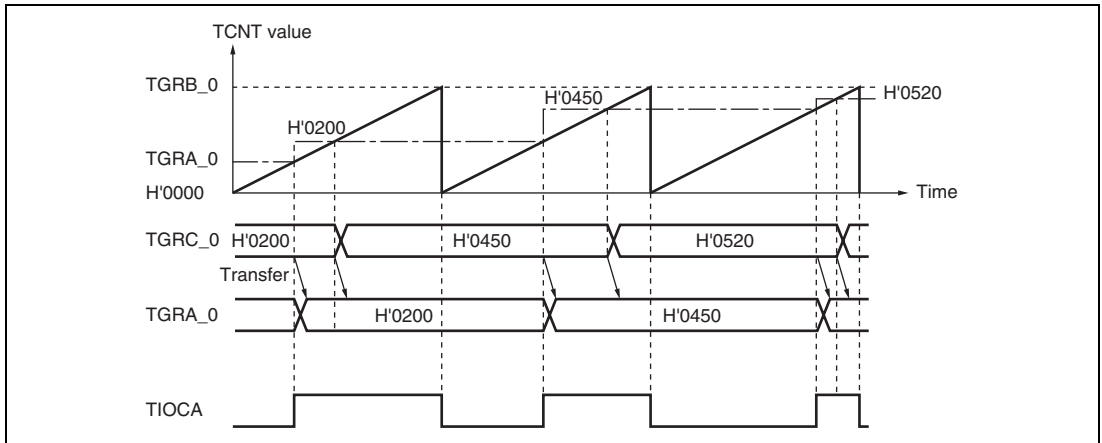 TCNT value
TGRB_0
H'0450
H'0520
H'0200
TGRA_0
H'0000
Time
TGRC_0
H'0200
H'0450
H'0520
Transfer
TGRA_0
H'0200
H'0450
TIOCA